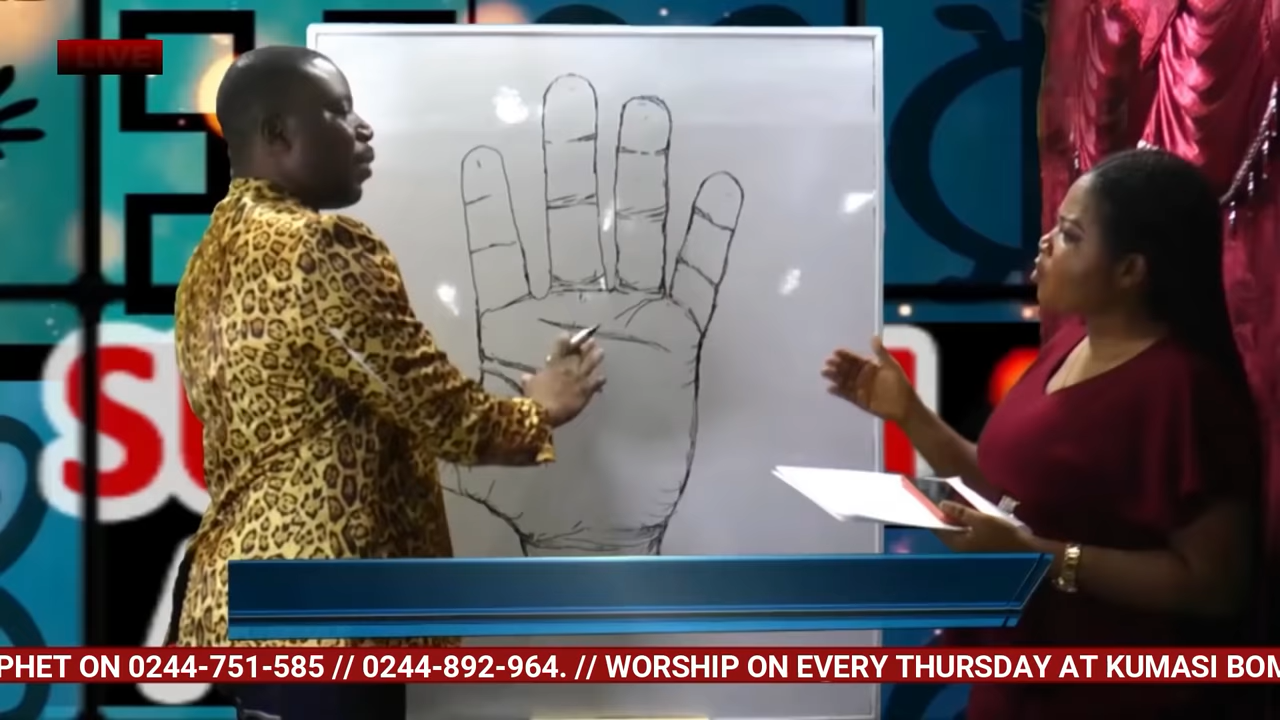 LIVE
PHET ON 0244-751-585 // 0244-892-964. // WORSHIP ON EVERY THURSDAY AT KUMASI BOM